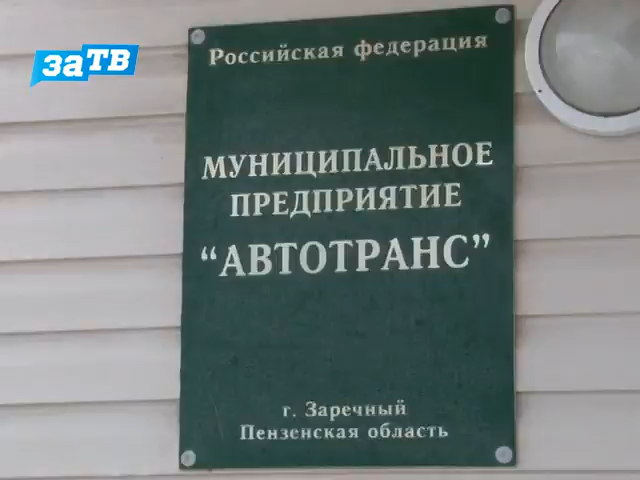 заТВ
Российская федерация
МУНИЦИПАЛЬНОЕ
ПРЕДПРИЯТИЕ
“АВТОТРАНС”
г. Заречный
Пензенская область